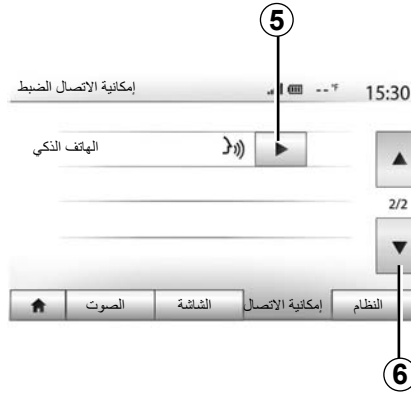 5
إمكانية الاتصال الضبط
--°F
15:30
الهاتف الذكي
2/2
الصوت
الشاشة
إمكانية الاتصال
النظام
6